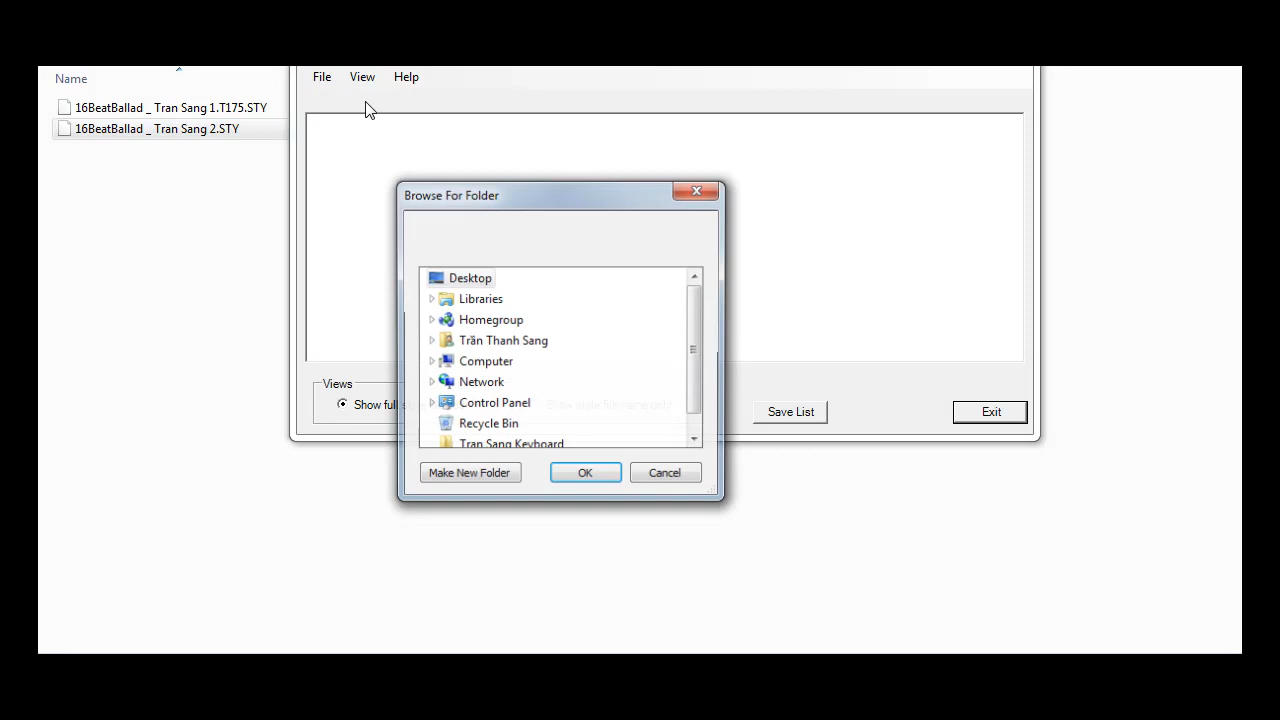 Name
16BeatBallad _ Tran Sang 1.T175.STY
16BeatBallad _ Tran Sang 2.STY
File View Help
Browse For Folder
Desktop
Libraries
Homegroup
Trần Thanh Sang
Computer
Network
Control Panel
Recycle Bin
Tran Sang Keyboard
Make New Folder OK Cancel
Views
Show full
Save List
Exit